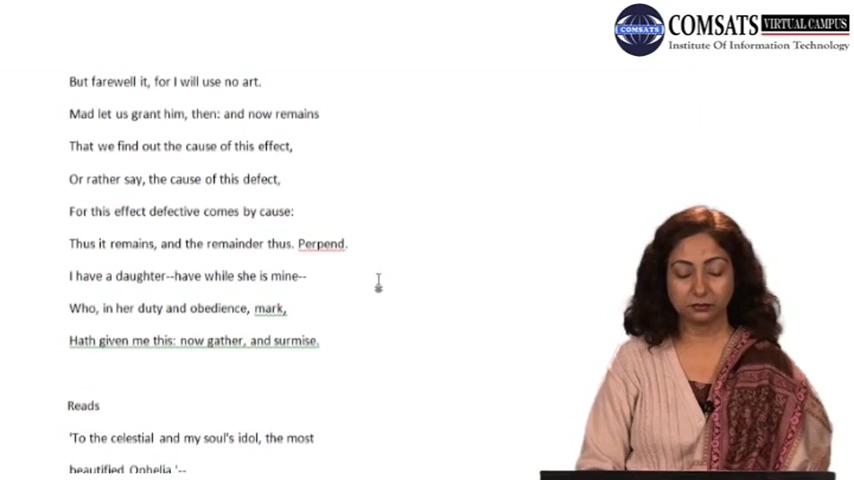 COMSATS VIRTUAL CAMPUS
Institute Of Information Technology
COMSATS
But farewell it, for I will use no art.
Mad let us grant him, then: and now remains
That we find out the cause of this effect,
Or rather say, the cause of this defect,
For this effect defective comes by cause:
Thus it remains, and the remainder thus. Perpend.
I have a daughter--have while she is mine--
Who, in her duty and obedience, mark,
Hath given me this: now gather, and surmise.
Reads
'To the celestial and my soul's idol, the most
beautified Ophelia,'--